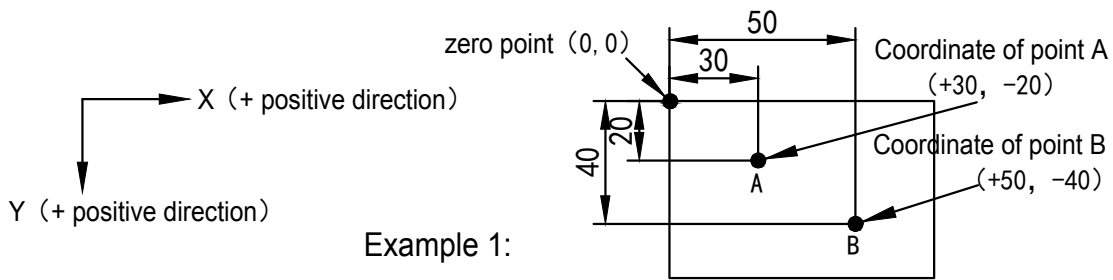 50
zero point（0, 0）
30
Coordinate of point A
（+30, −20）
X（+ positive direction）
20
40
Coordinate of point B
（+50, −40）
A
B
Y（+ positive direction）
Example 1: